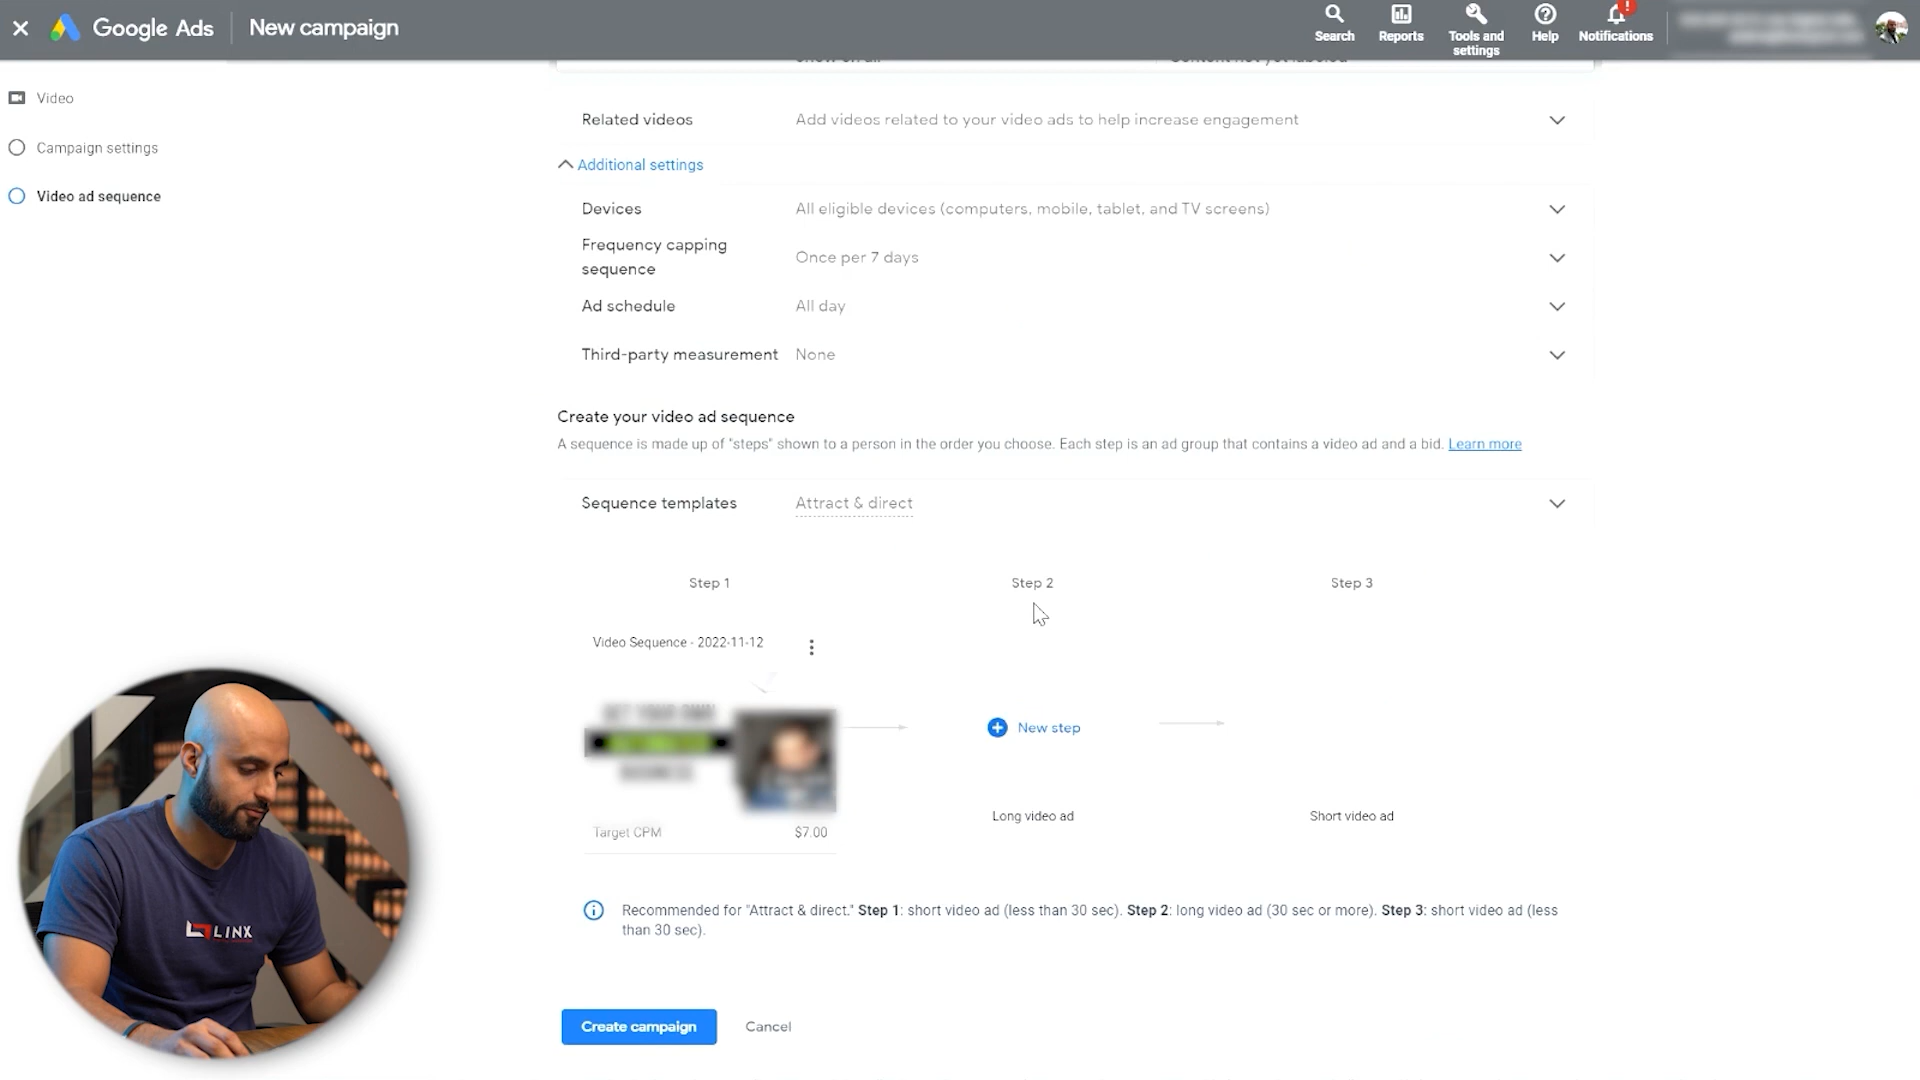 Google Ads
New campaign
Search
Reports
Tools and
settings
Help
Notifications
Video
Campaign settings
Video ad sequence
Related videos
Add videos related to your video ads to help increase engagement
Additional settings
Devices
All eligible devices (computers, mobile, tablet, and TV screens)
Frequency capping
sequence
Once per 7 days
Ad schedule
All day
Third-party measurement
None
Create your video ad sequence
A sequence is made up of "steps" shown to a person in the order you choose. Each step is an ad group that contains a video ad and a bid. Learn more
Sequence templates
Attract & direct
Step 1
Step 2
Step 3
Video Sequence - 2022-11-12
New step
Target CPM
$7.00
Long video ad
Short video ad
Recommended for "Attract & direct." Step 1: short video ad (less than 30 sec). Step 2: long video ad (30 sec or more). Step 3: short video ad (less
than 30 sec).
Create campaign
Cancel
LINX